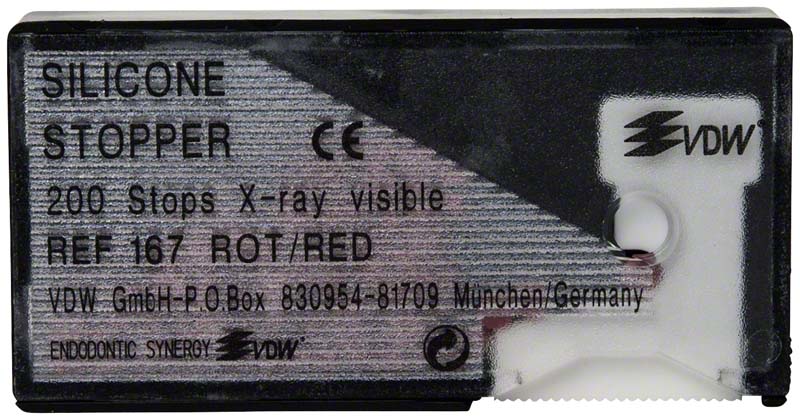 SILICONE
STOPPER CE
VDW
200 Stops X-ray visible
REF 167 ROT/RED
VDW GmbH-P.O.Box 830954-81709 München/Germany
ENDODONTIC SYNERGY VDW